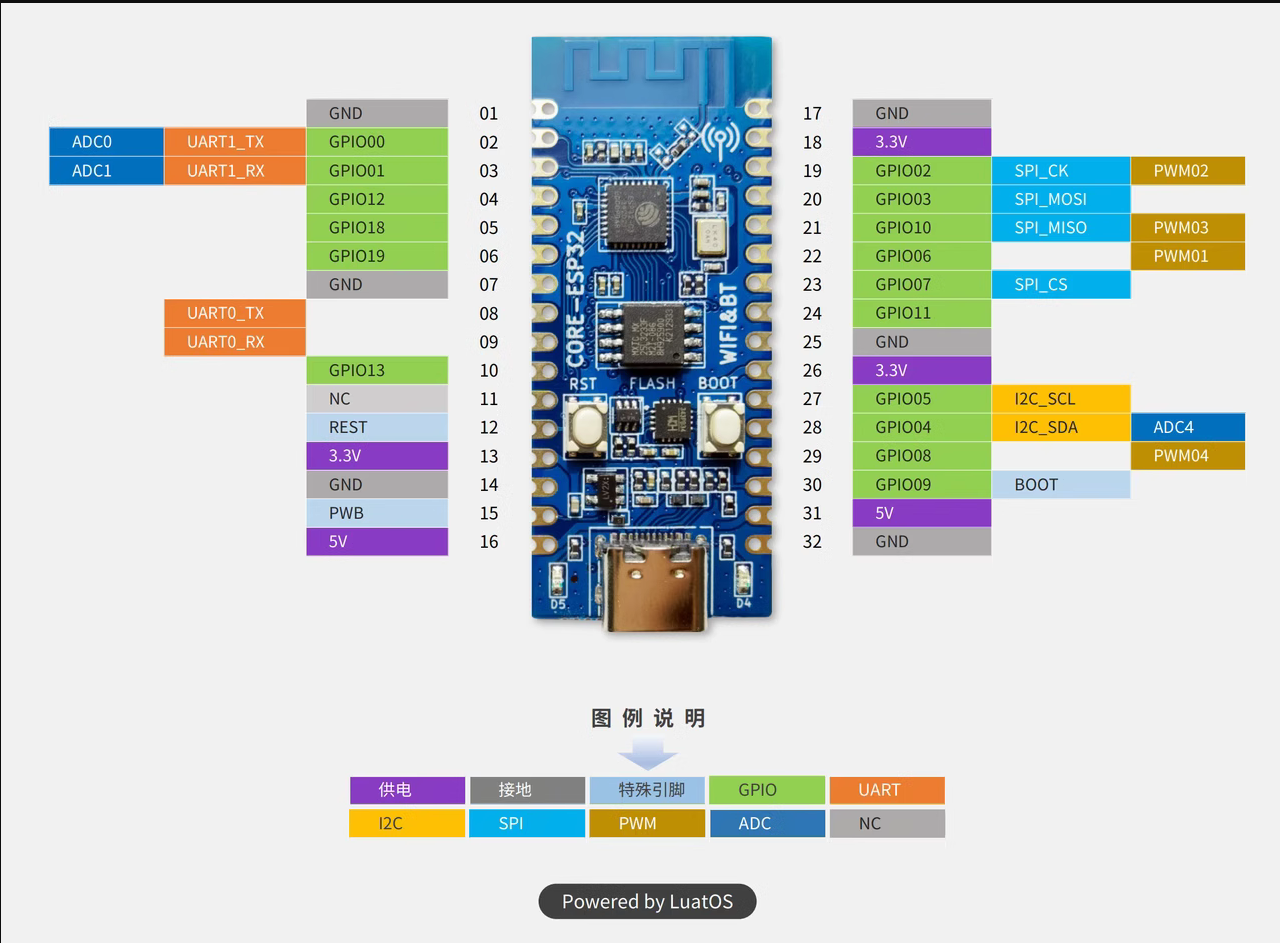 GND 01 17 GND
ADC0 UART1_TX GPIO00 02 18 3.3V
ADC1 UART1_RX GPIO01 03 19 GPIO02 SPI_CK PWM02
GPIO12 04 20 GPIO03 SPI_MOSI
GPIO18 05 21 GPIO10 SPI_MISO PWM03
GPIO19 06 22 GPIO06 PWM01
GND 07 23 GPIO07 SPI_CS
UART0_TX 08 24 GPIO11
UART0_RX 09 25 GND
GPIO13 10 26 3.3V
NC 11 27 GPIO05 I2C_SCL
REST 12 28 GPIO04 I2C_SDA ADC4
3.3V 13 29 GPIO08 PWM04
GND 14 30 GPIO09 BOOT
PWB 15 31 5V
5V 16 32 GND
CORE-ESP32
WIFI&BT
RST FLASH BOOT
D5 D4
图例说明
供电 接地 特殊引脚 GPIO UART
I2C SPI PWM ADC NC
Powered by LuatOS